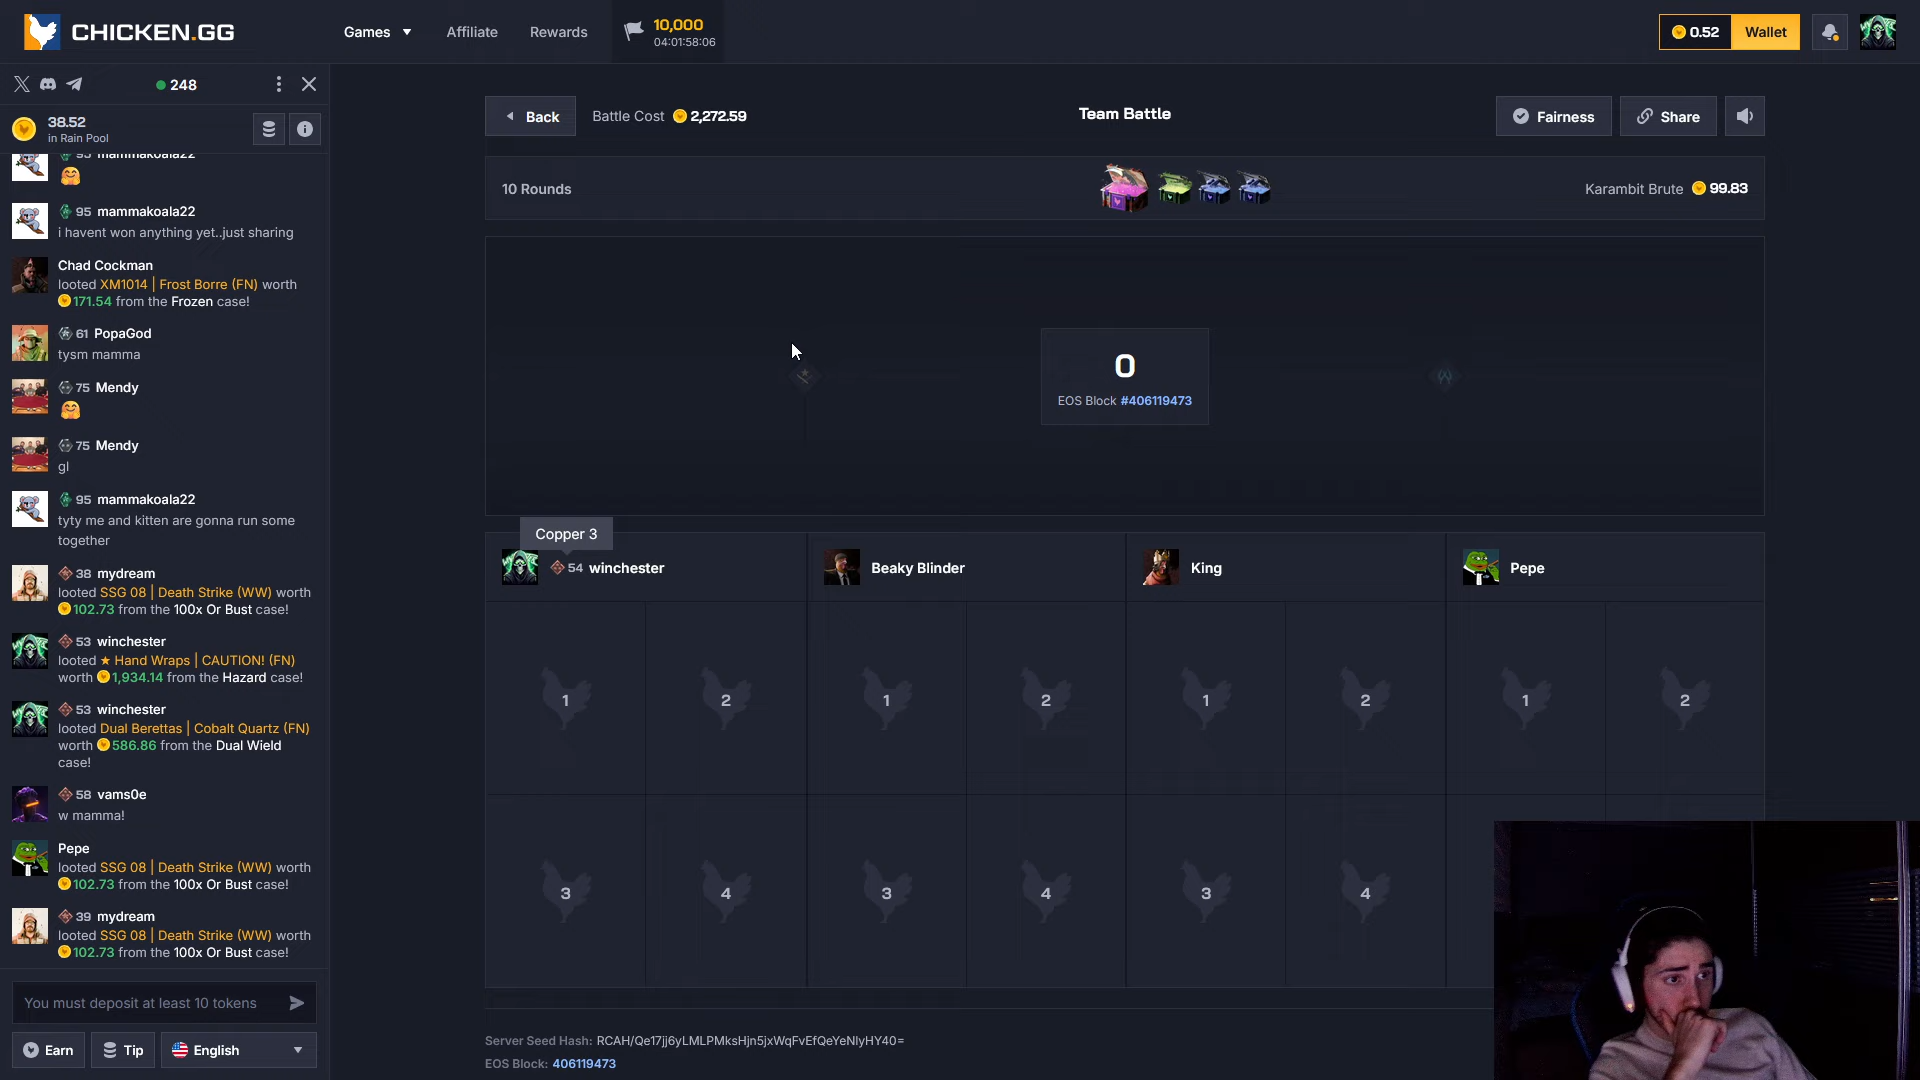 CHICKEN.GG
Games
Affiliate
Rewards
10,000
04:01:58:06
0.52
Wallet
248
38.52
in Rain Pool
95 mammakoala22
95 mammakoala22
i havent won anything yet..just sharing
Chad Cockman
looted XM1014 | Frost Borre (FN) worth
171.54 from the Frozen case!
61 PopaGod
tysm mamma
75 Mendy
75 Mendy
gl
95 mammakoala22
tyty me and kitten are gonna run some
together
38 mydream
looted SSG 08 | Death Strike (WW) worth
102.73 from the 100x Or Bust case!
53 winchester
looted ★ Hand Wraps | CAUTION! (FN)
worth 1,934.14 from the Hazard case!
53 winchester
looted Dual Berettas | Cobalt Quartz (FN)
worth 586.86 from the Dual Wield
case!
58 vams0e
w mamma!
Pepe
looted SSG 08 | Death Strike (WW) worth
102.73 from the 100x Or Bust case!
39 mydream
looted SSG 08 | Death Strike (WW) worth
102.73 from the 100x Or Bust case!
You must deposit at least 10 tokens
Earn
Tip
English
Back
Battle Cost 2,272.59
Team Battle
Fairness
Share
10 Rounds
Karambit Brute 99.83
0
EOS Block #406119473
Copper 3
54 winchester
Beaky Blinder
King
Pepe
1 2 1 2 1 2 1 2
3 4 3 4 3 4
Server Seed Hash: RCAH/Qe17jj6yLMLPMksHjn5jxWqFvEfQeYeNlyHY40=
EOS Block: 406119473